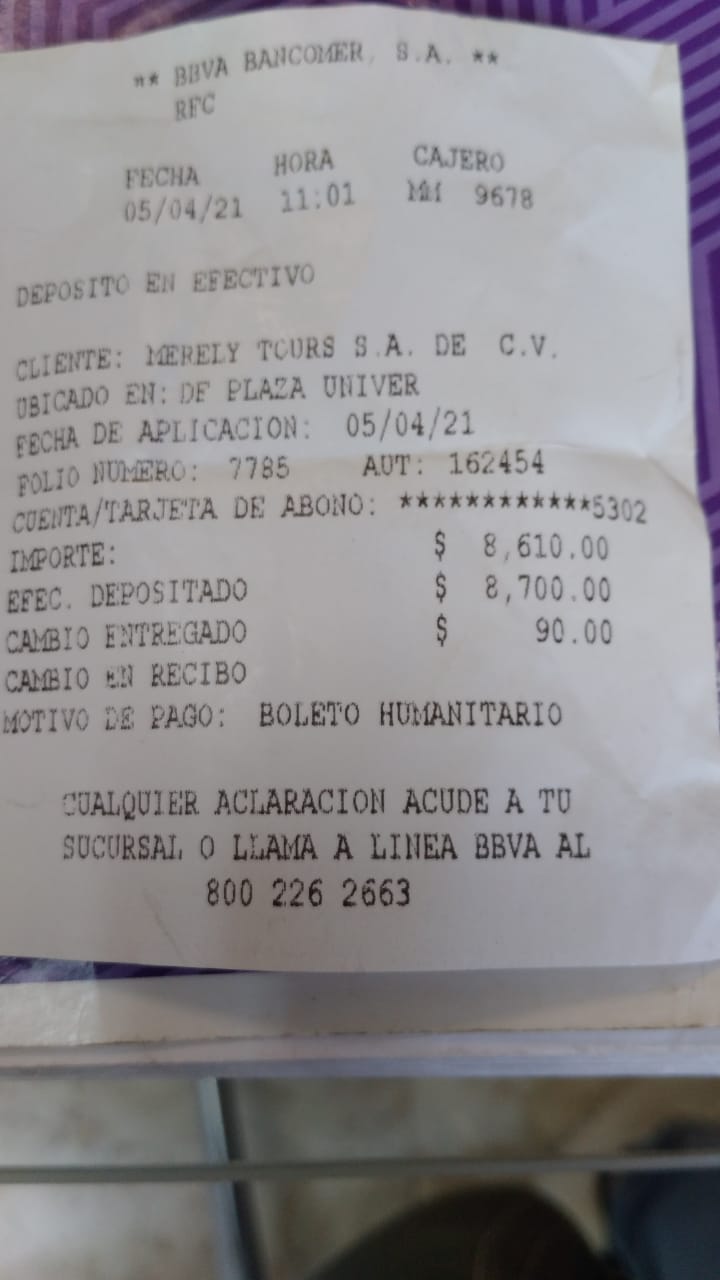 ** BBVA BANCOMER, S.A. **
RFC
FECHA HORA CAJERO
05/04/21 11:01 MM 9678
DEPOSITO EN EFECTIVO
CLIENTE: MERELY TOURS S.A. DE C.V.
UBICADO EN: DF PLAZA UNIVER
FECHA DE APLICACION: 05/04/21
FOLIO NUMERO: 7785 AUT: 162454
CUENTA/TARJETA DE ABONO: ************5302
IMPORTE: $ 8,610.00
EFEC. DEPOSITADO $ 8,700.00
CAMBIO ENTREGADO $ 90.00
CAMBIO EN RECIBO
MOTIVO DE PAGO: BOLETO HUMANITARIO
CUALQUIER ACLARACION ACUDE A TU
SUCURSAL O LLAMA A LINEA BBVA AL
800 226 2663